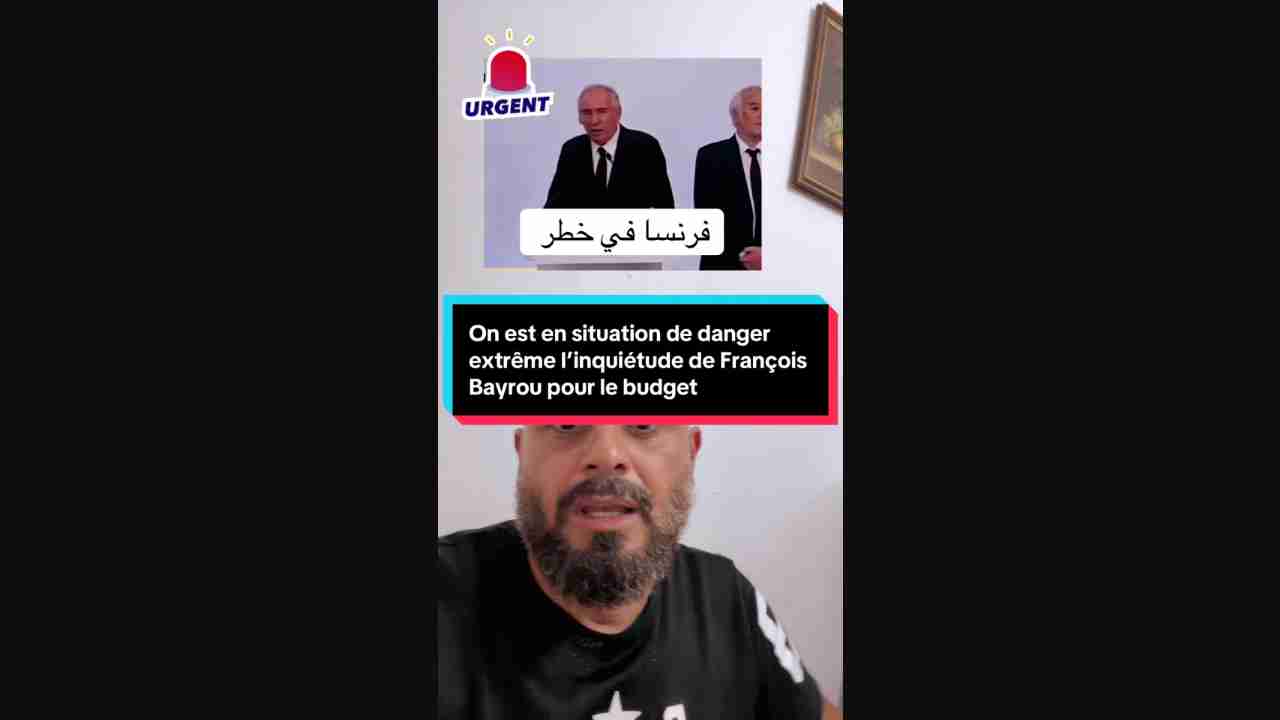 URGENT
فرنسا في خطر
On est en situation de danger
extrême l’inquiétude de François
Bayrou pour le budget